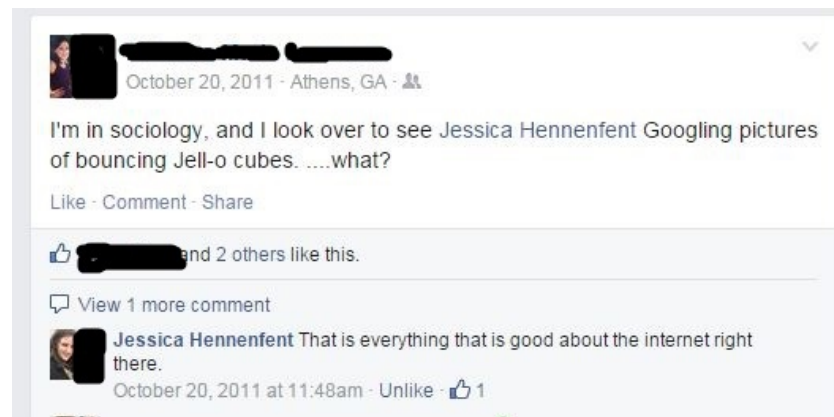 October 20, 2011 · Athens, GA ·
I'm in sociology, and I look over to see Jessica Hennenfent Googling pictures
of bouncing Jell-o cubes. ....what?
Like · Comment · Share
and 2 others like this.
View 1 more comment
Jessica Hennenfent That is everything that is good about the internet right
there.
October 20, 2011 at 11:48am · Unlike · 1